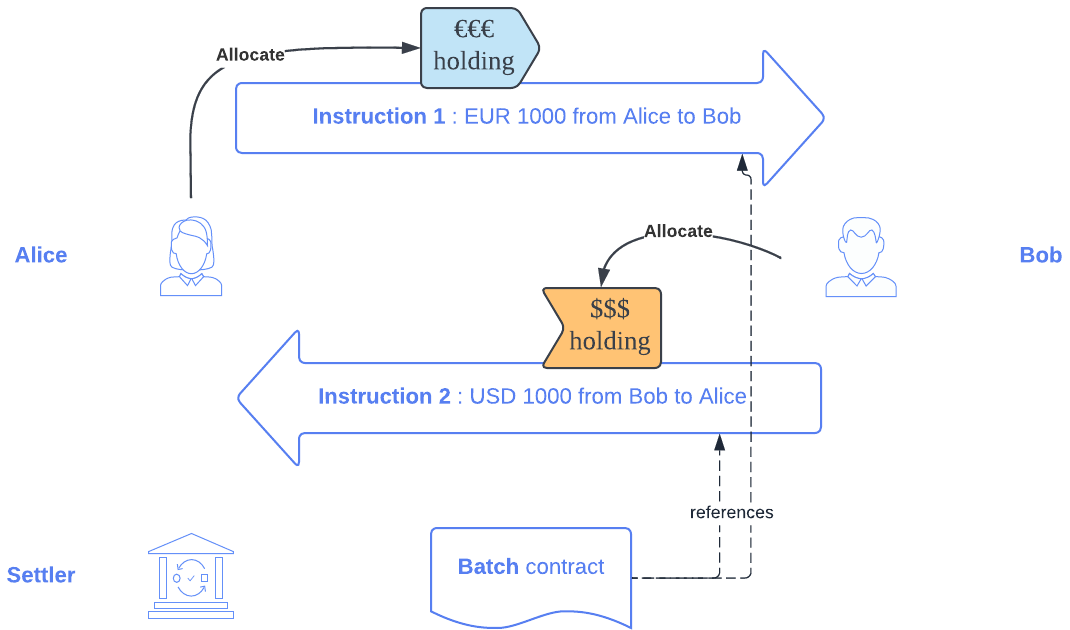 €€€
holding
Allocate
Instruction 1 : EUR 1000 from Alice to Bob
Alice
Allocate
Bob
$$$
holding
Instruction 2 : USD 1000 from Bob to Alice
references
Batch contract
Settler